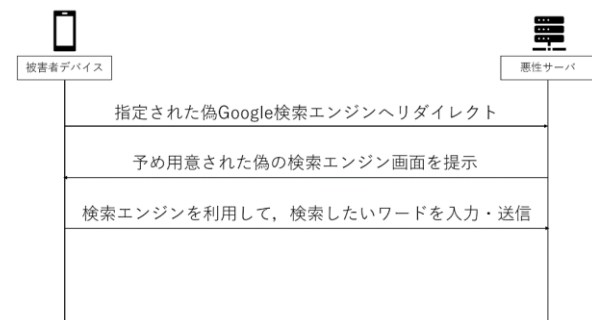 被害者デバイス
悪性サーバ
指定された偽Google検索エンジンへリダイレクト
予め用意された偽の検索エンジン画面を提示
検索エンジンを利用して，検索したいワードを入力・送信